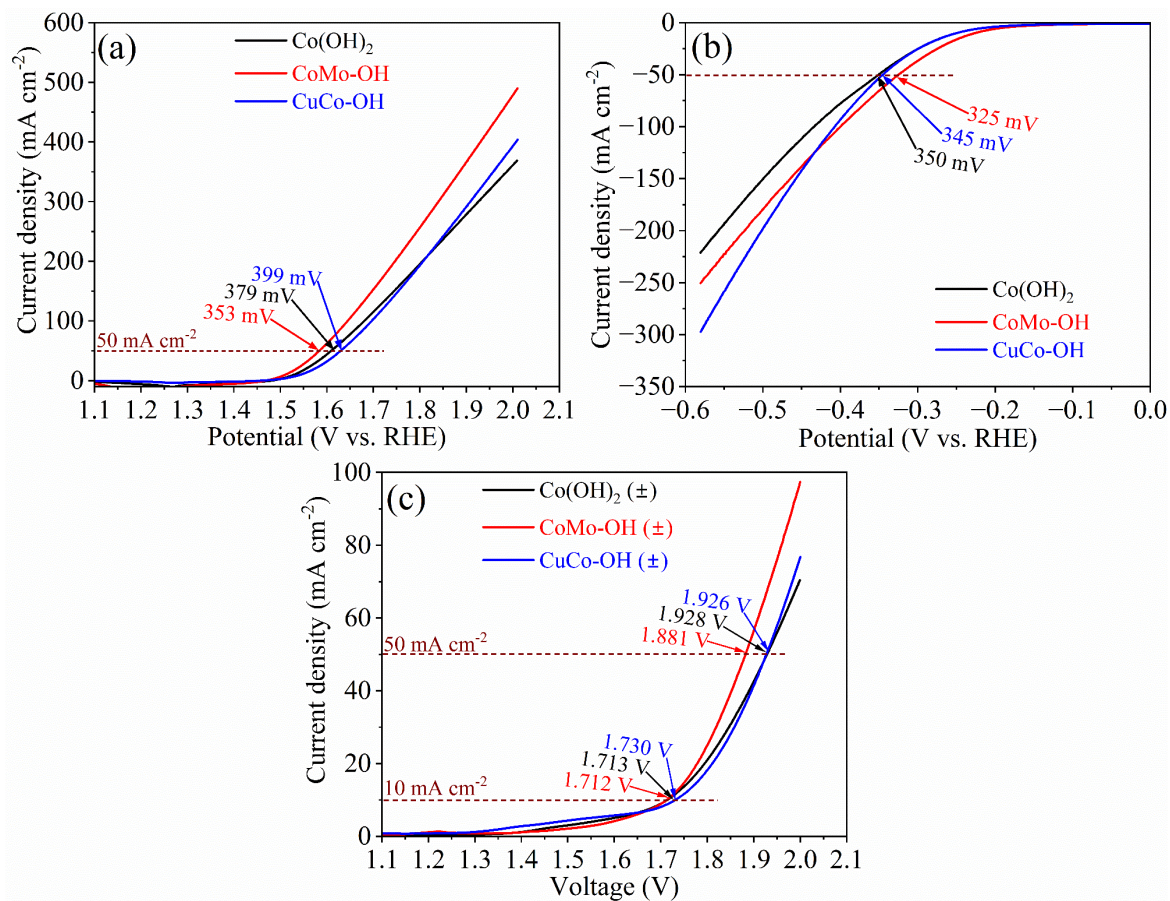 (a)
Co(OH)₂
CoMo-OH
CuCo-OH
399 mV
379 mV
353 mV
50 mA cm⁻²
600
500
400
300
200
100
0
Current density (mA cm⁻²)
1.1 1.2 1.3 1.4 1.5 1.6 1.7 1.8 1.9 2.0 2.1
Potential (V vs. RHE)
(b)
325 mV
345 mV
350 mV
Co(OH)₂
CoMo-OH
CuCo-OH
0
−50
−100
−150
−200
−250
−300
−350
Current density (mA cm⁻²)
−0.6 −0.5 −0.4 −0.3 −0.2 −0.1 0.0
Potential (V vs. RHE)
(c)
Co(OH)₂ (±)
CoMo-OH (±)
CuCo-OH (±)
1.926 V
1.928 V
1.881 V
50 mA cm⁻²
1.730 V
1.713 V
1.712 V
10 mA cm⁻²
100
80
60
40
20
0
Current density (mA cm⁻²)
1.1 1.2 1.3 1.4 1.5 1.6 1.7 1.8 1.9 2.0 2.1
Voltage (V)